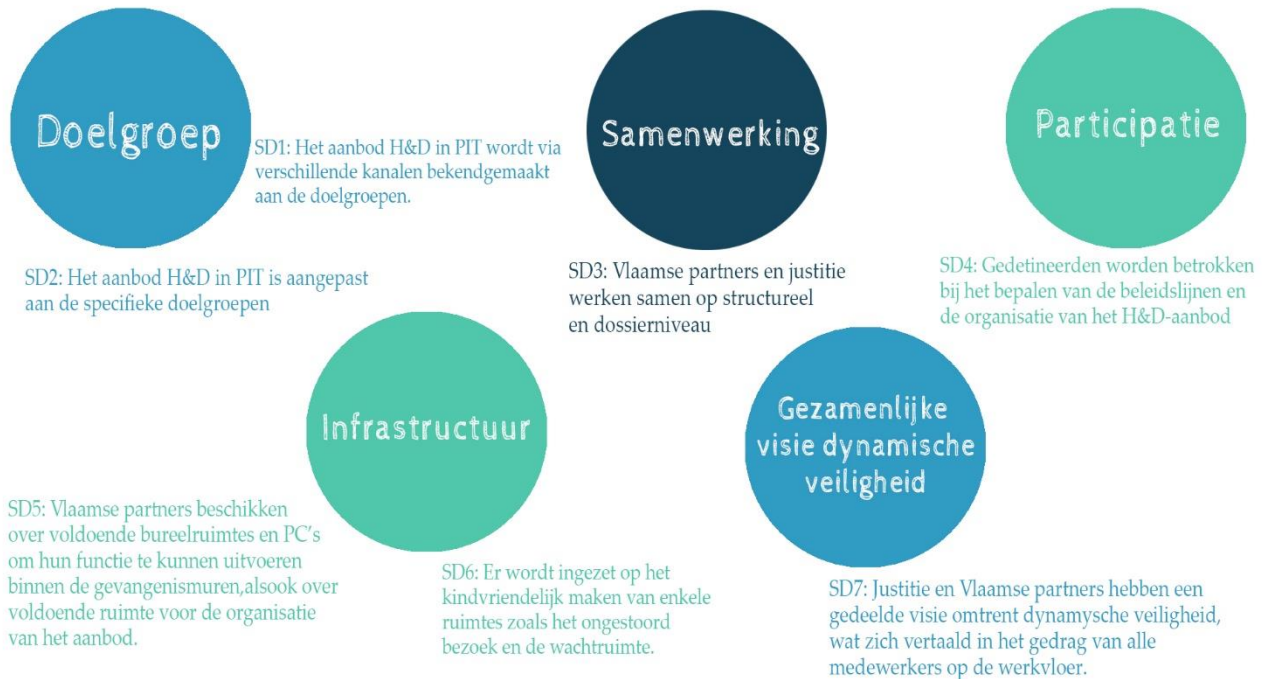 Doelgroep
SD1: Het aanbod H&D in PIT wordt via
verschillende kanalen bekendgemaakt
aan de doelgroepen.
SD2: Het aanbod H&D in PIT is aangepast
aan de specifieke doelgroepen
Samenwerking
SD3: Vlaamse partners en justitie
werken samen op structureel
en dossierniveau
Participatie
SD4: Gedetineerden worden betrokken
bij het bepalen van de beleidslijnen en
de organisatie van het H&D-aanbod
Infrastructuur
SD5: Vlaamse partners beschikken
over voldoende bureelruimtes en PC's
om hun functie te kunnen uitvoeren
binnen de gevangenismuren,alsook over
voldoende ruimte voor de organisatie
van het aanbod.
SD6: Er wordt ingezet op het
kindvriendelijk maken van enkele
ruimtes zoals het ongestoord
bezoek en de wachtruimte.
Gezamenlijke
visie dynamische
veiligheid
SD7: Justitie en Vlaamse partners hebben een
gedeelde visie omtrent dynamysche veiligheid,
wat zich vertaald in het gedrag van alle
medewerkers op de werkvloer.